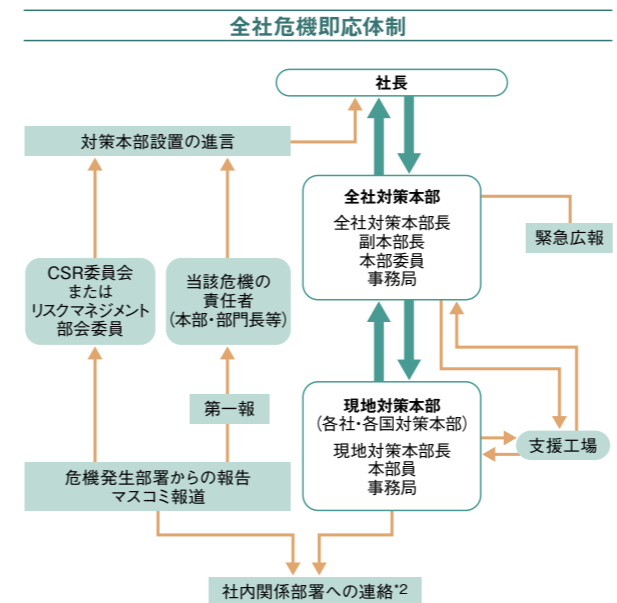 全社危機即応体制
社長
対策本部設置の進言
全社対策本部
全社対策本部長
副本部長
本部委員
事務局
緊急広報
CSR委員会
または
リスクマネジメント
部会委員
当該危機の
責任者
(本部・部門長等)
第一報
現地対策本部
(各社・各国対策本部)
現地対策本部長
本部員
事務局
支援工場
危機発生部署からの報告
マスコミ報道
社内関係部署への連絡*2